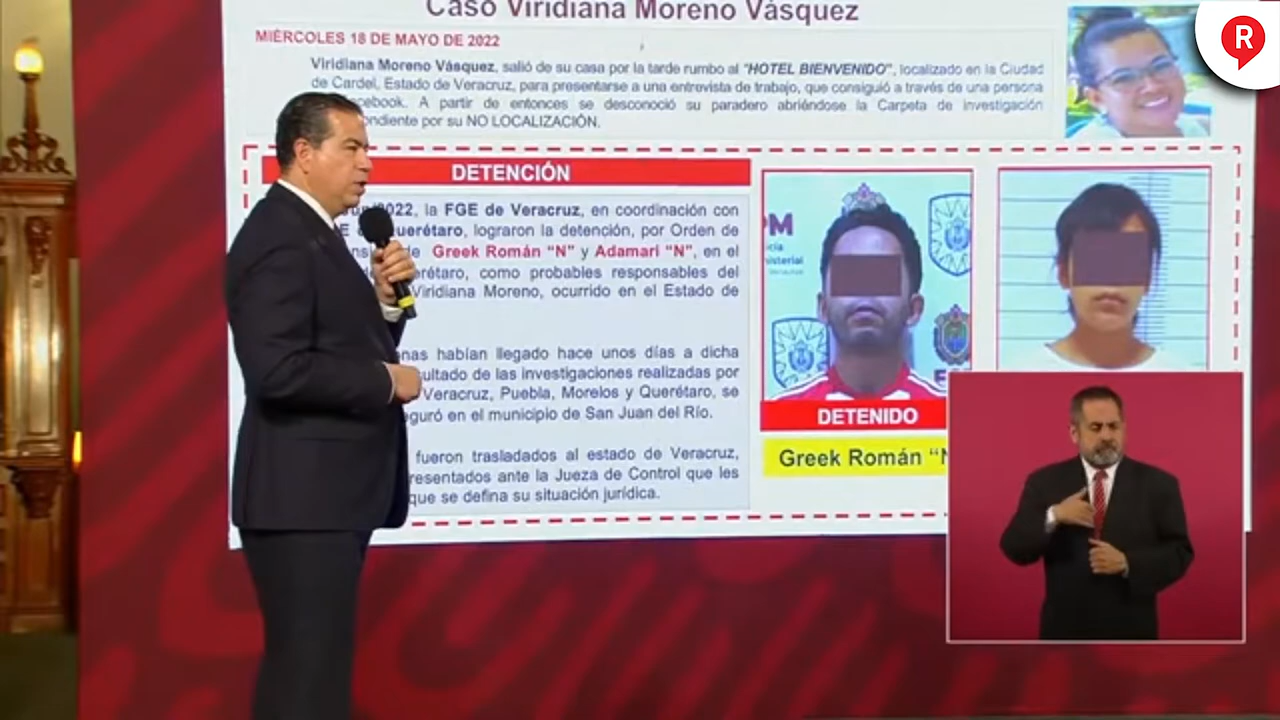 Caso Viridiana Moreno Vásquez
MIÉRCOLES 18 DE MAYO DE 2022
Viridiana Moreno Vásquez, salió de su casa por la tarde rumbo al "HOTEL BIENVENIDO", localizado en la Ciudad
de Cardel, Estado de Veracruz, para presentarse a una entrevista de trabajo, que consiguió a través de una persona
cebook. A partir de entonces se desconoció su paradero abriéndose la Carpeta de Investigación
pondiente por su NO LOCALIZACIÓN.
R
DETENCIÓN
2022, la FGE de Veracruz, en coordinación con
Querétaro, lograron la detención, por Orden de
Greek Román "N" y Adamari "N", en el
erétaro, como probables responsables del
Viridiana Moreno, ocurrido en el Estado de
nas habían llegado hace unos días a dicha
ultado de las investigaciones realizadas por
Veracruz, Puebla, Morelos y Querétaro, se
eguró en el municipio de San Juan del Río.
fueron trasladados al estado de Veracruz,
resentados ante la Jueza de Control que les
que se defina su situación jurídica.
DETENIDO
Greek Román "N